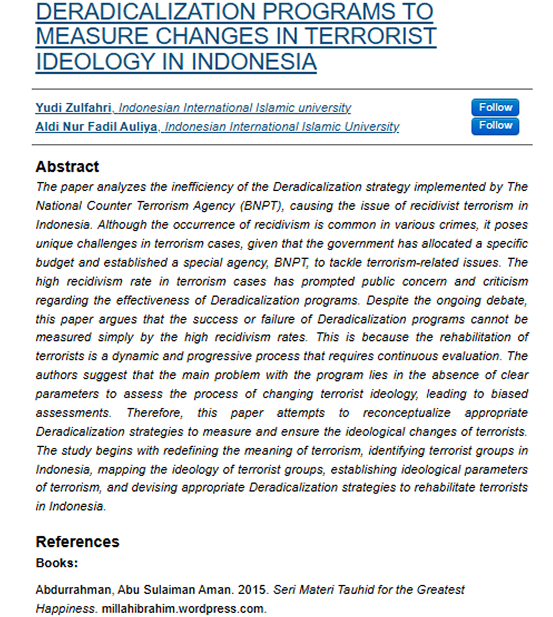 DERADICALIZATION PROGRAMS TO
MEASURE CHANGES IN TERRORIST
IDEOLOGY IN INDONESIA
Yudi Zulfahri, Indonesian International Islamic university
Follow
Aldi Nur Fadil Auliya, Indonesian International Islamic University
Follow
Abstract
The paper analyzes the inefficiency of the Deradicalization strategy implemented by The
National Counter Terrorism Agency (BNPT), causing the issue of recidivist terrorism in
Indonesia. Although the occurrence of recidivism is common in various crimes, it poses
unique challenges in terrorism cases, given that the government has allocated a specific
budget and established a special agency, BNPT, to tackle terrorism-related issues. The
high recidivism rate in terrorism cases has prompted public concern and criticism
regarding the effectiveness of Deradicalization programs. Despite the ongoing debate,
this paper argues that the success or failure of Deradicalization programs cannot be
measured simply by the high recidivism rates. This is because the rehabilitation of
terrorists is a dynamic and progressive process that requires continuous evaluation. The
authors suggest that the main problem with the program lies in the absence of clear
parameters to assess the process of changing terrorist ideology, leading to biased
assessments. Therefore, this paper attempts to reconceptualize appropriate
Deradicalization strategies to measure and ensure the ideological changes of terrorists.
The study begins with redefining the meaning of terrorism, identifying terrorist groups in
Indonesia, mapping the ideology of terrorist groups, establishing ideological parameters
of terrorism, and devising appropriate Deradicalization strategies to rehabilitate terrorists
in Indonesia.
References
Books:
Abdurrahman, Abu Sulaiman Aman. 2015. Seri Materi Tauhid for the Greatest
Happiness. millahibrahim.wordpress.com.